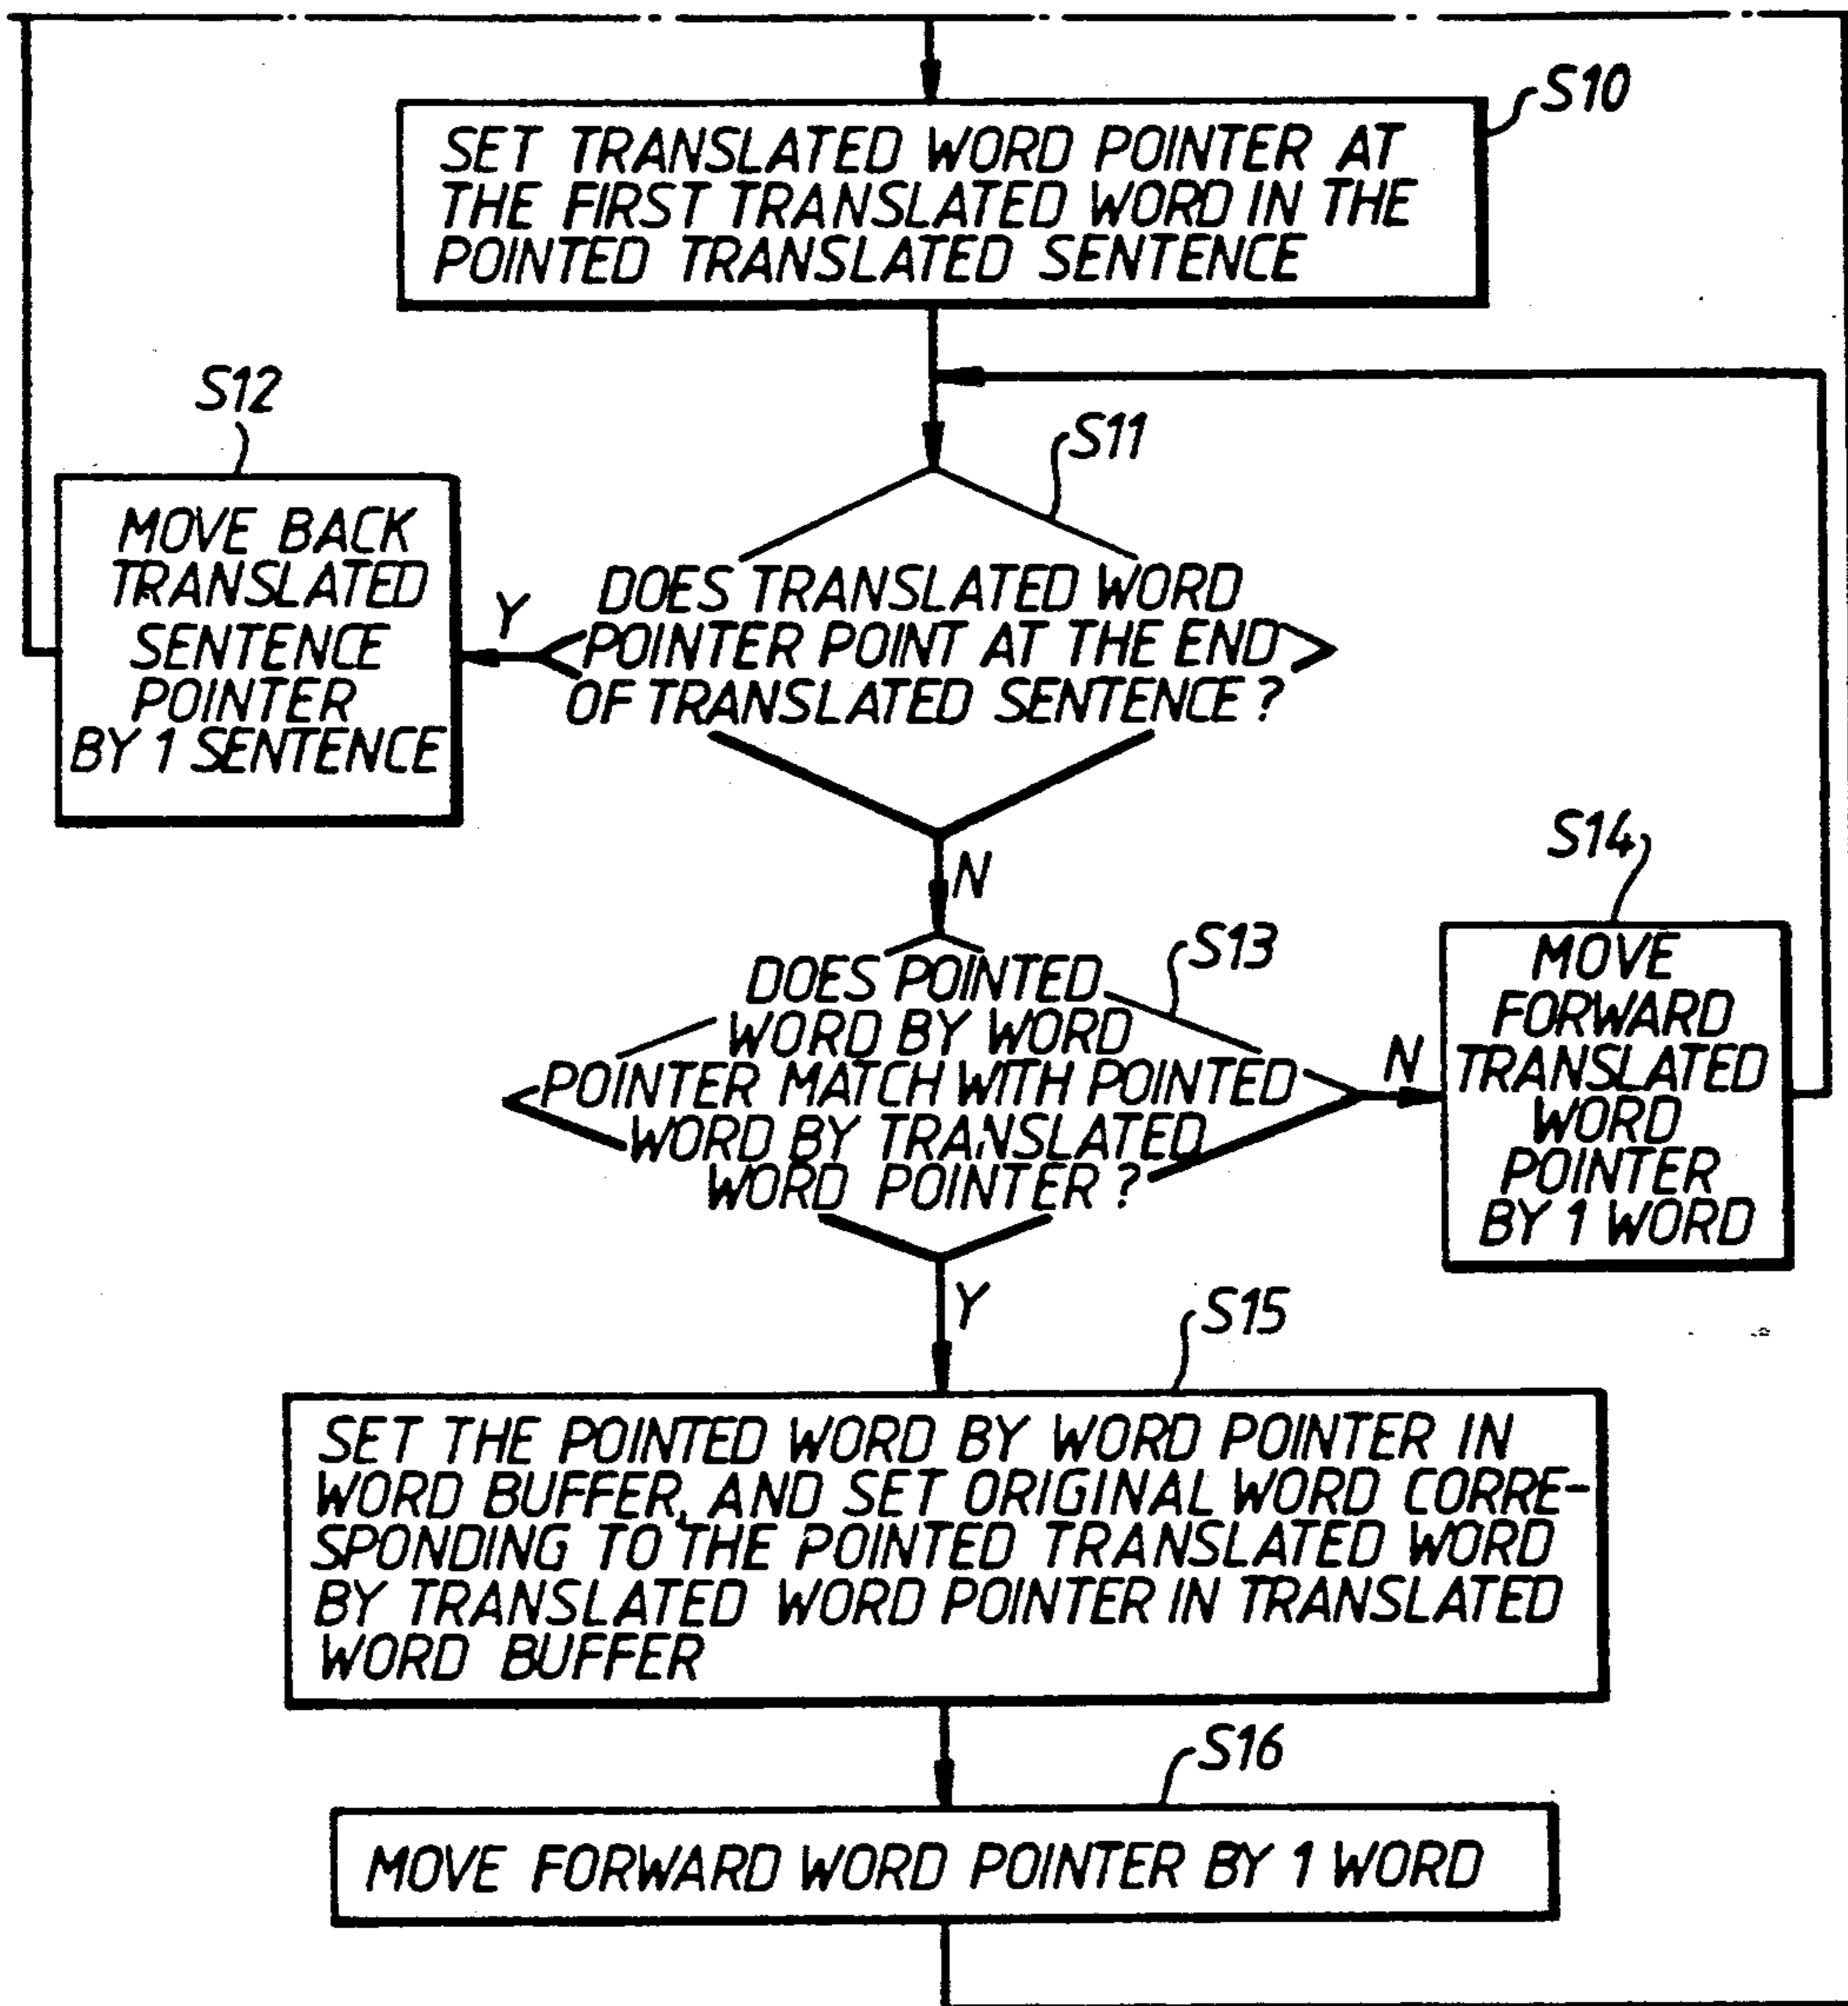 S10
SET TRANSLATED WORD POINTER AT
THE FIRST TRANSLATED WORD IN THE
POINTED TRANSLATED SENTENCE
S12
MOVE BACK
TRANSLATED
SENTENCE
POINTER
BY 1 SENTENCE
S11
Y
DOES TRANSLATED WORD
POINTER POINT AT THE END
OF TRANSLATED SENTENCE?
N
S13
DOES POINTED
WORD BY WORD
POINTER MATCH WITH POINTED
WORD BY TRANSLATED
WORD POINTER?
N
S14
MOVE
FORWARD
TRANSLATED
WORD
POINTER
BY 1 WORD
Y
S15
SET THE POINTED WORD BY WORD POINTER IN
WORD BUFFER, AND SET ORIGINAL WORD CORRE-
SPONDING TO THE POINTED TRANSLATED WORD
BY TRANSLATED WORD POINTER IN TRANSLATED
WORD BUFFER
S16
MOVE FORWARD WORD POINTER BY 1 WORD